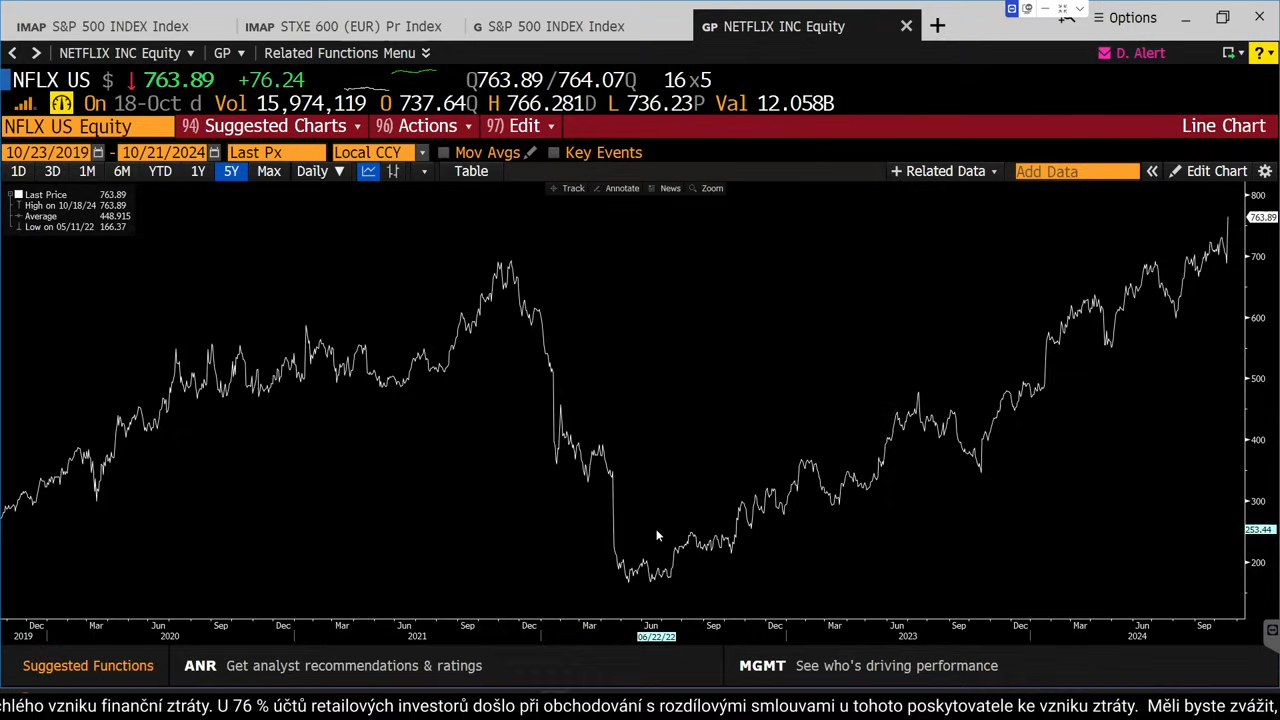 IMAP S&P 500 INDEX Index IMAP STXE 600 (EUR) Pr Index G S&P 500 INDEX Index GP NETFLIX INC Equity × + Options
< > NETFLIX INC Equity GP Related Functions Menu D. Alert ?
NFLX US $ ↓ 763.89 +76.24 Q763.89/764.07Q 16x5
On 18-Oct d Vol 15,974,119 O 737.64Q H 766.281D L 736.23P Val 12.058B
NFLX US Equity 94) Suggested Charts 96) Actions 97) Edit Line Chart
10/23/2019 - 10/21/2024 Last Px Local CCY Mov Avgs Key Events
1D 3D 1M 6M YTD 1Y 5Y Max Daily ▼ Table + Related Data Add Data « Edit Chart
Track Annotate News Zoom
Last Price 763.89
High on 10/18/24 763.89
Average 448.915
Low on 05/11/22 166.37
800
763.89
700
600
500
400
300
253.44
200
Dec Mar Jun Sep Dec Mar Jun Sep Dec Mar Jun Sep Dec Mar Jun Sep Dec Mar Jun Sep
2019 2020 2021 06/22/22 2023 2024
Suggested Functions ANR Get analyst recommendations & ratings MGMT See who's driving performance
chlého vzniku finanční ztráty. U 76 % účtů retailových investorů došlo při obchodování s rozdílovými smlouvami u tohoto poskytovatele ke vzniku ztráty. Měli byste zvážit,